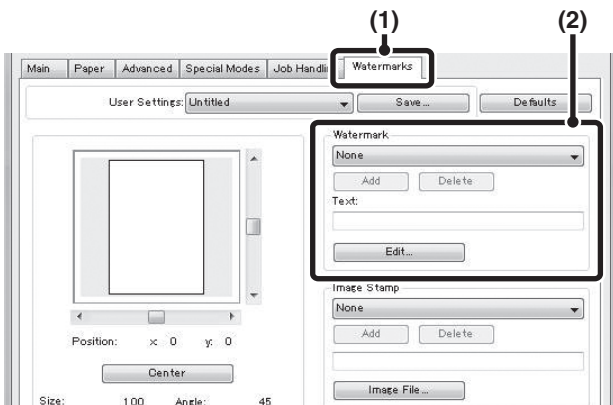 (1)
(2)
Main Paper Advanced Special Modes Job Handli Watermarks
User Settings: Untitled Save... Defaults
Watermark
None
Add Delete
Text:
Edit...
Image Stamp
None
Add Delete
Position: x: 0 y: 0
Center
Image File...
Size: 100 Angle: 45